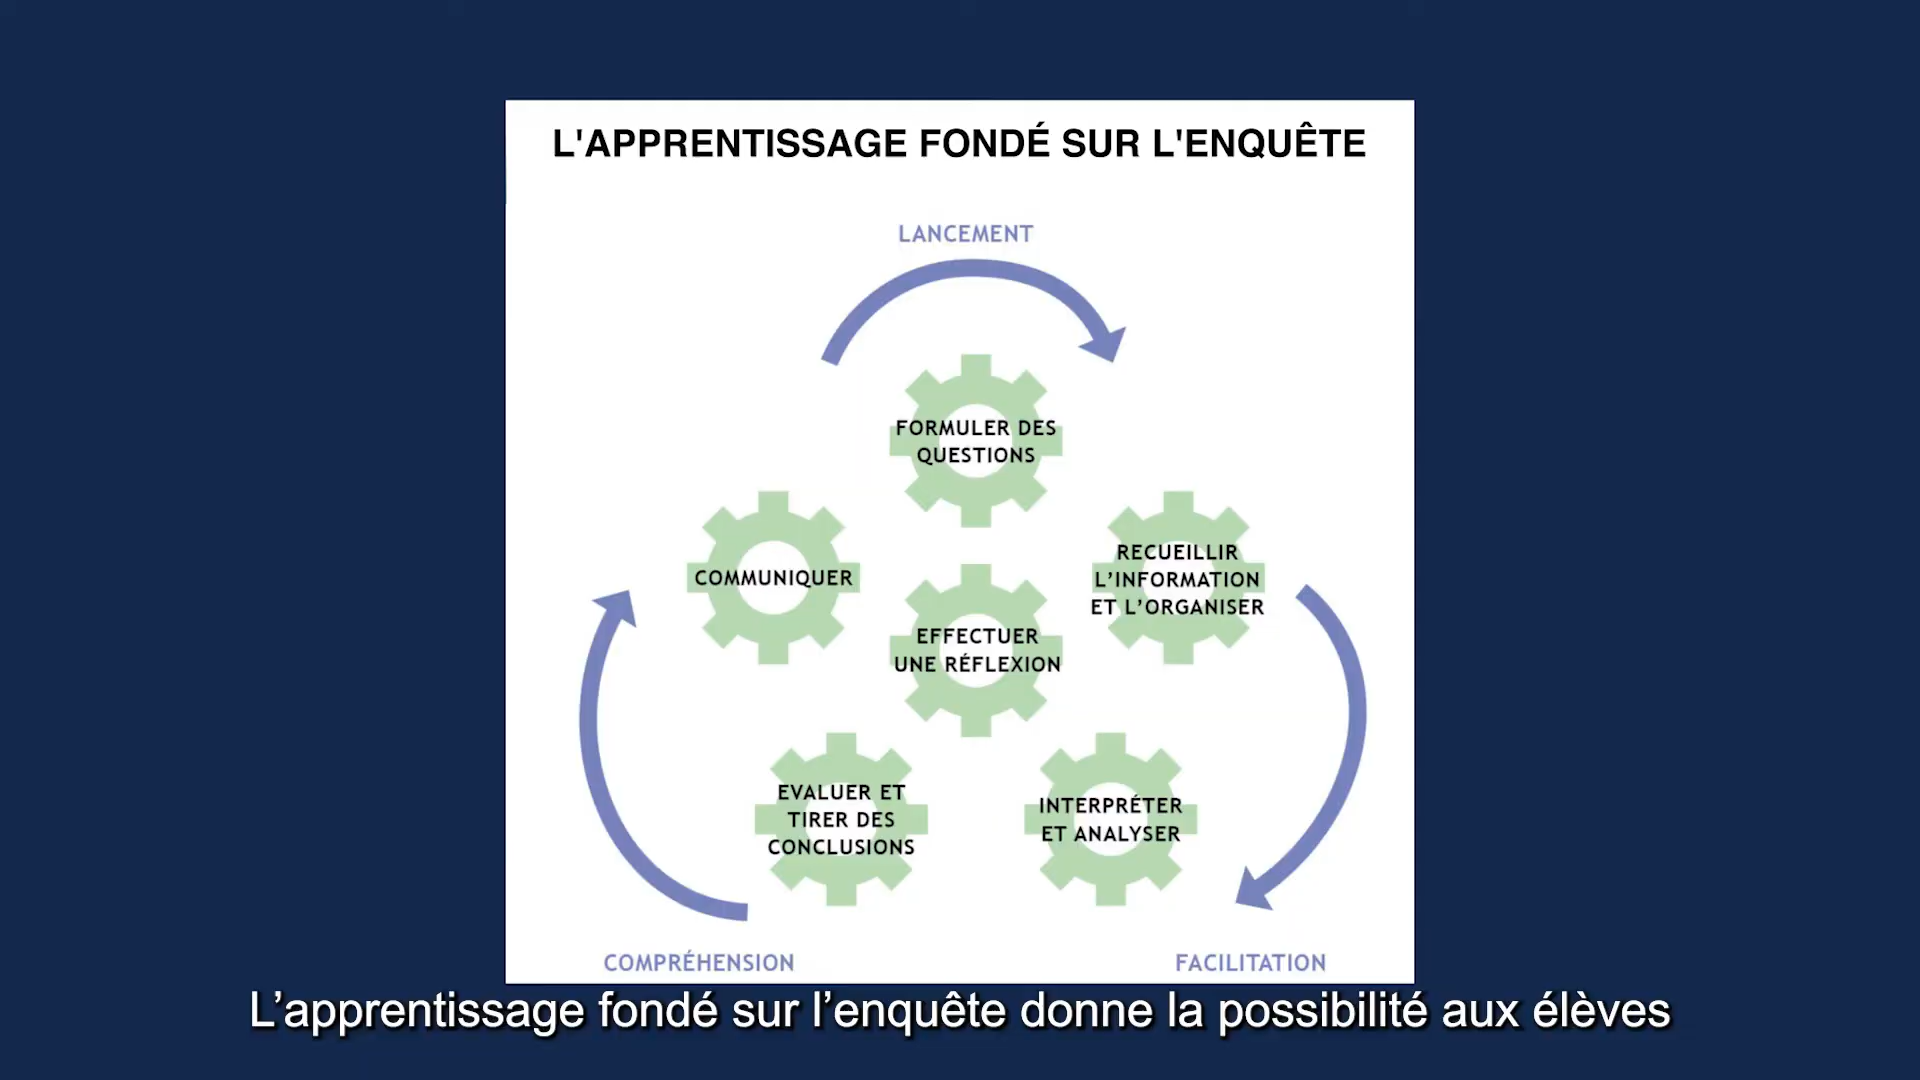 L'APPRENTISSAGE FONDÉ SUR L'ENQUÊTE
LANCEMENT
FORMULER DES
QUESTIONS
COMMUNIQUER
RECUEILLIR
L’INFORMATION
ET L’ORGANISER
EFFECTUER
UNE RÉFLEXION
EVALUER ET
TIRER DES
CONCLUSIONS
INTERPRÉTER
ET ANALYSER
COMPRÉHENSION
FACILITATION
L’apprentissage fondé sur l’enquête donne la possibilité aux élèves